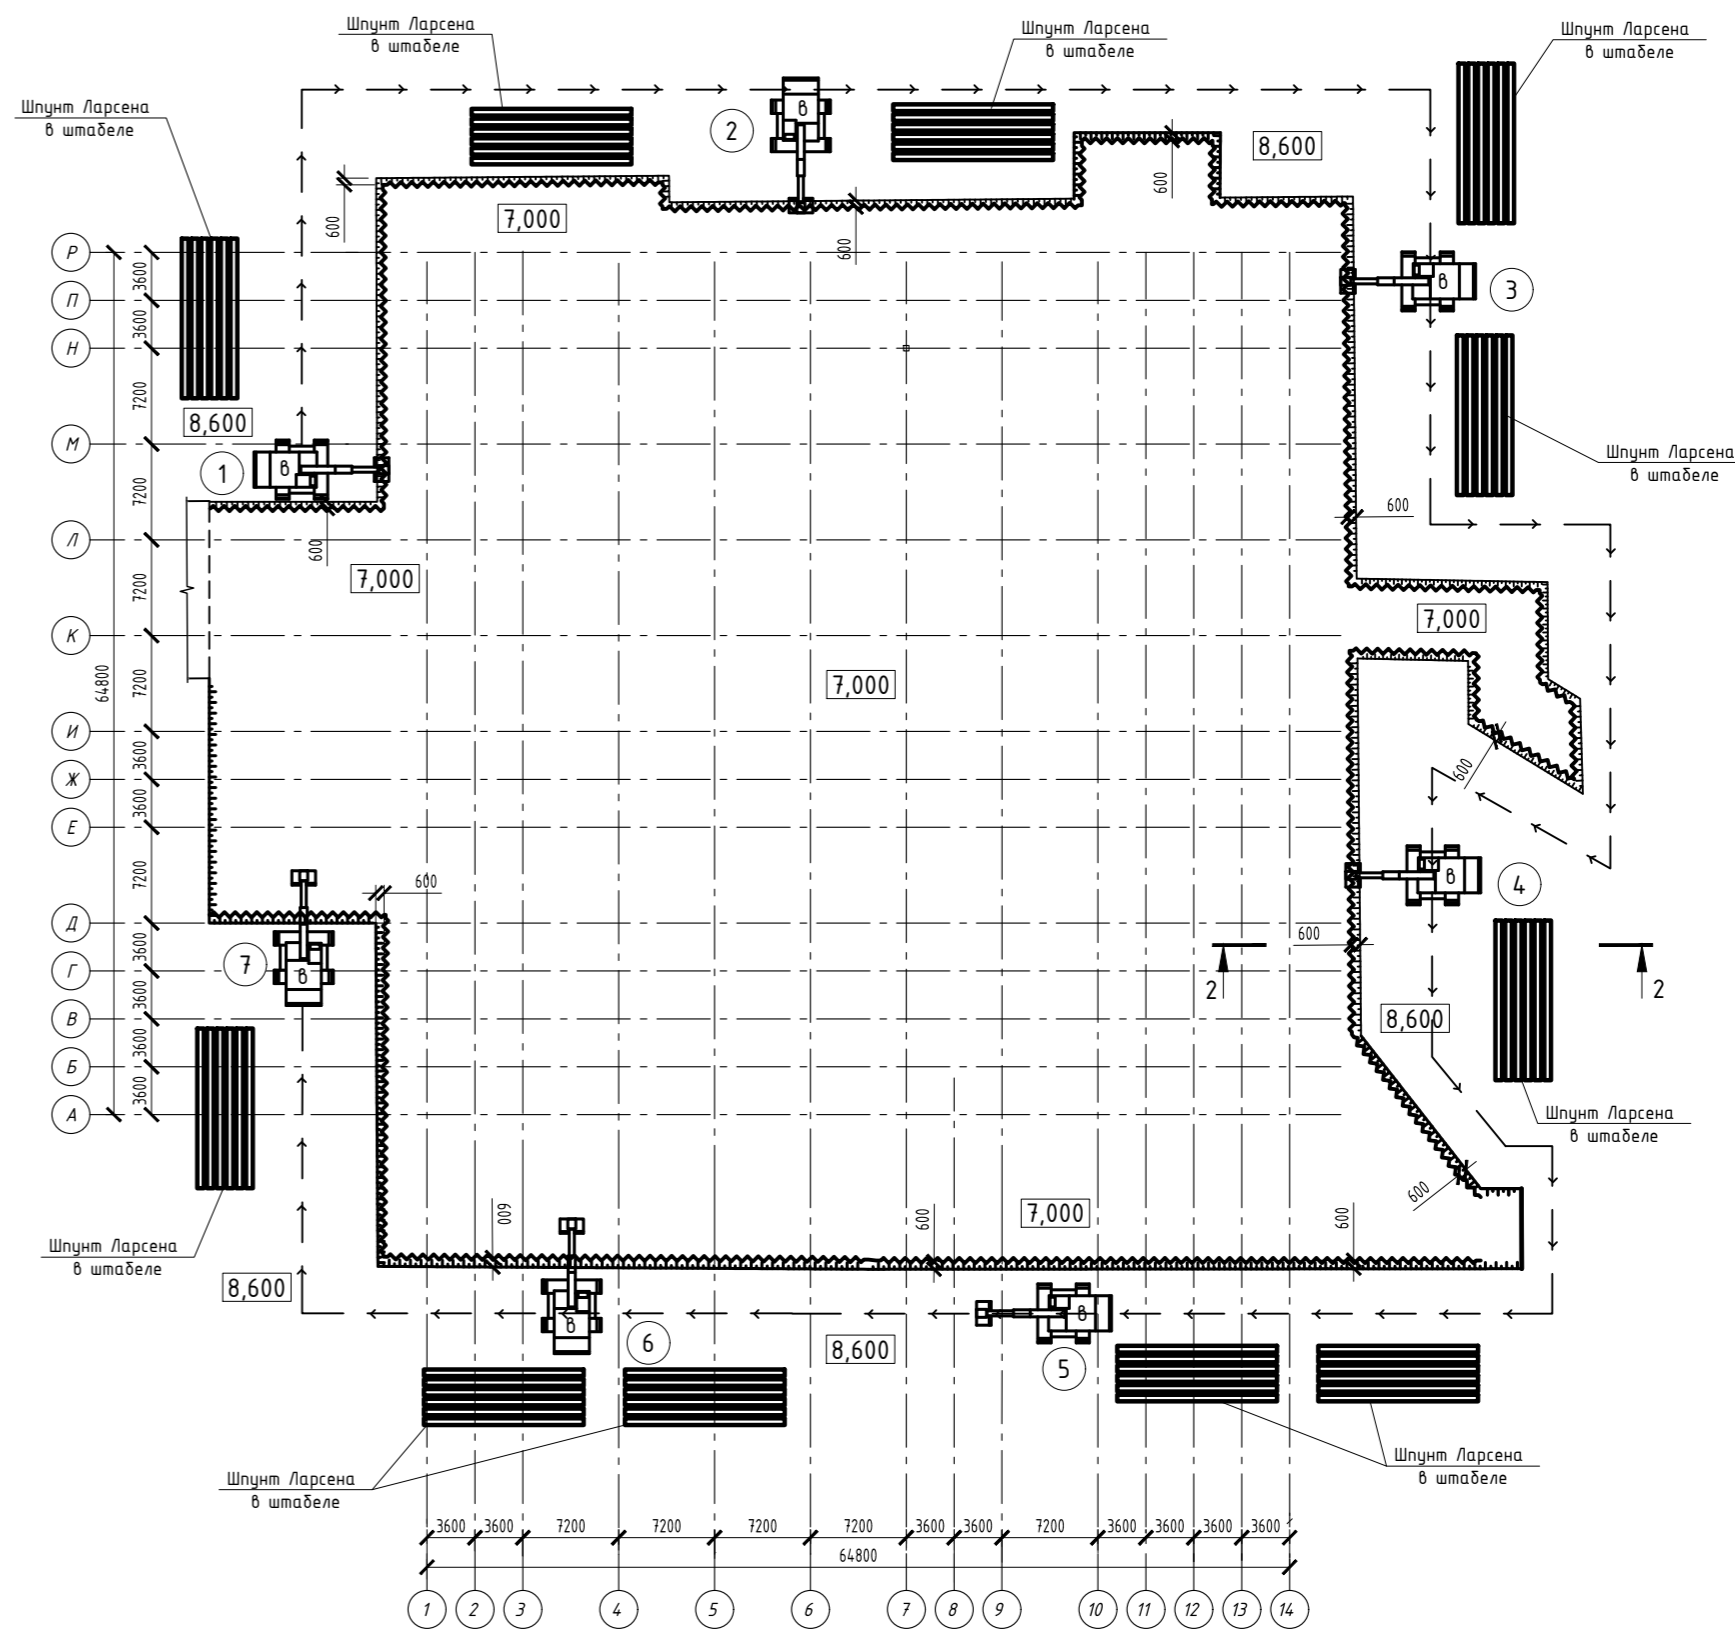 Шпунт Ларсена
в штабеле
Шпунт Ларсена
в штабеле
Шпунт Ларсена
в штабеле
Шпунт Ларсена
в штабеле
2
в
8,600
600
600
7,000
600
600
Р
П
Н
М
Л
К
И
Ж
Е
Д
Г
В
Б
А
3600
3600
7200
7200
7200
7200
3600
3600
7200
3600
3600
3600
3600
64800
8,600
1
в
600
7,000
в
3
Шпунт Ларсена
в штабеле
600
7,000
7,000
600
в
4
600
600
2
2
8,600
7
в
Шпунт Ларсена
в штабеле
600
Шпунт Ларсена
в штабеле
8,600
600
600
7,000
600
в
6
8,600
в
5
Шпунт Ларсена
в штабеле
Шпунт Ларсена
в штабеле
3600 3600 7200 7200 7200 7200 3600 3600 7200 3600 3600 3600 3600
64800
1 2 3 4 5 6 7 8 9 10 11 12 13 14